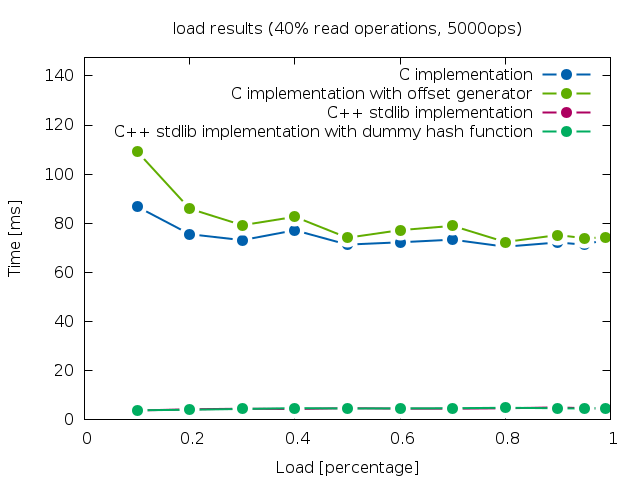 load results (40% read operations, 5000ops)
C implementation
C implementation with offset generator
C++ stdlib implementation
C++ stdlib implementation with dummy hash function
140
120
100
80
60
40
20
0
Time [ms]
0 0.2 0.4 0.6 0.8 1
Load [percentage]